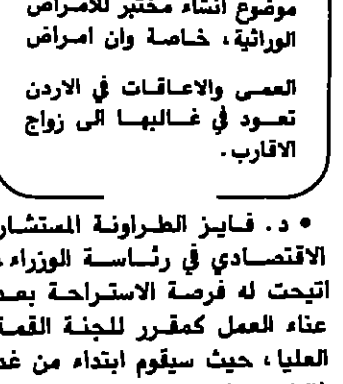 موضوع انشاء مختبر للامراض
الوراثية، خاصة وان امراض
العمى والاعاقات في الاردن
تعود في غالبها الى زواج
الاقارب.
• د. فايز الطراونة المستشار
الاقتصادي في رئاسة الوزراء
اتيحت له فرصة الاستراحة بعد
عناء العمل كمقرر للجنة القمة
العليا، حيث سيقوم ابتداء من غد